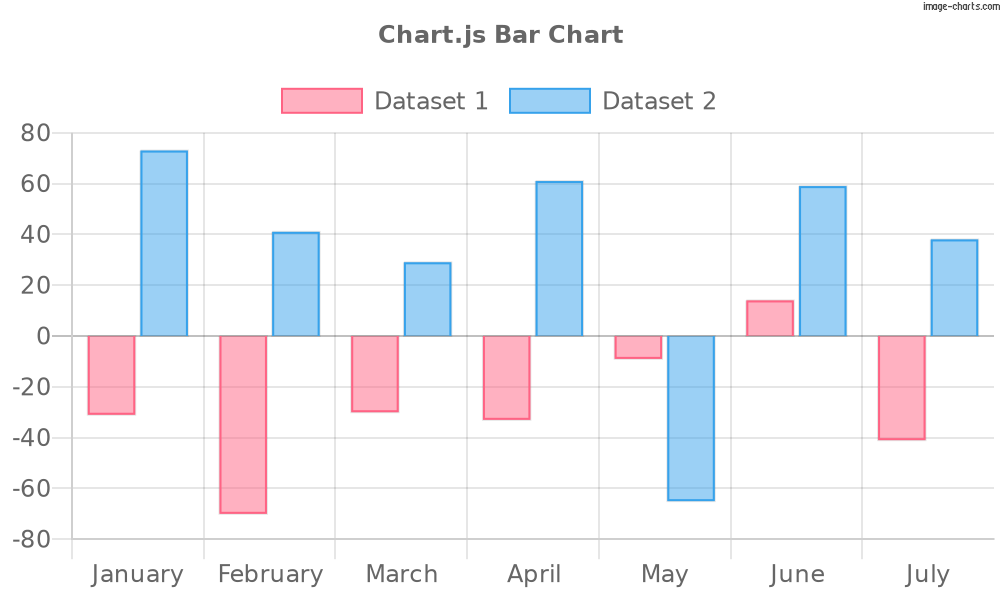 image-charts.com
Chart.js Bar Chart
Dataset 1 Dataset 2
80
60
40
20
0
-20
-40
-60
-80
January February March April May June July